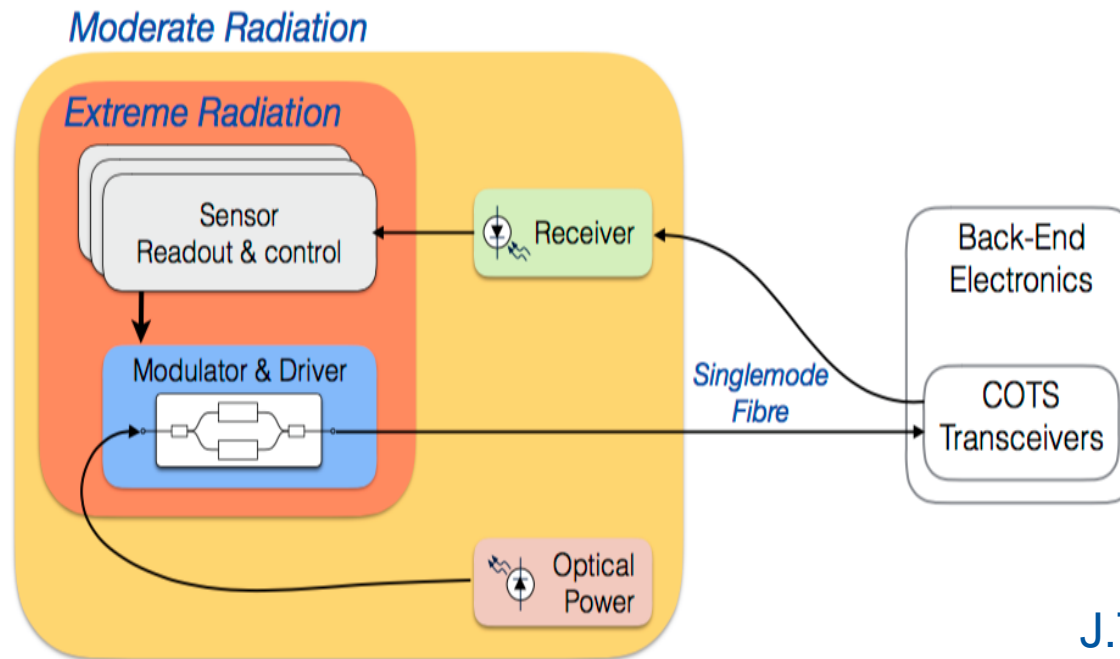 Moderate Radiation
Extreme Radiation
Sensor
Readout & control
Receiver
Back-End
Electronics
Modulator & Driver
Singlemode
Fibre
COTS
Transceivers
Optical
Power